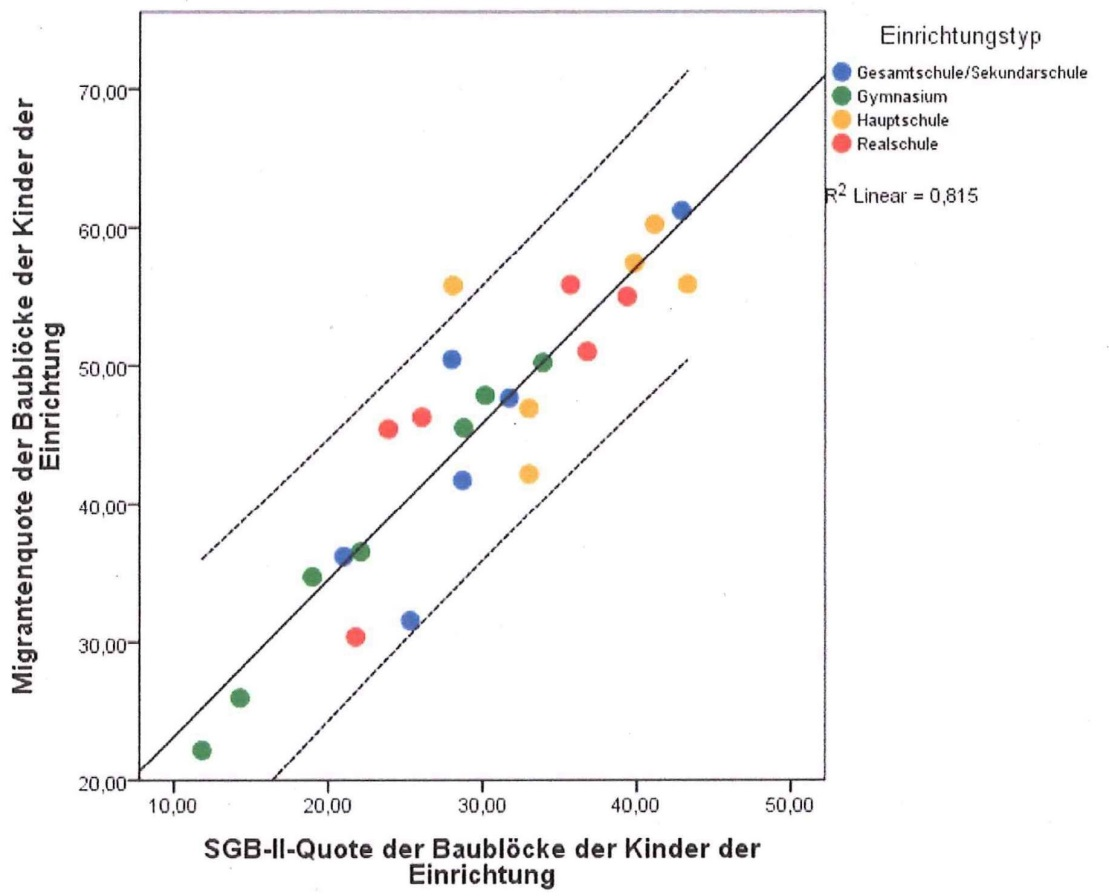 Migrantenquote der Baublöcke der Kinder der
Einrichtung
70,00
60,00
50,00
40,00
30,00
20,00
10,00
20,00
30,00
40,00
50,00
SGB-II-Quote der Baublöcke der Kinder der
Einrichtung
Einrichtungstyp
Gesamtschule/Sekundarschule
Gymnasium
Hauptschule
Realschule
R² Linear = 0,815